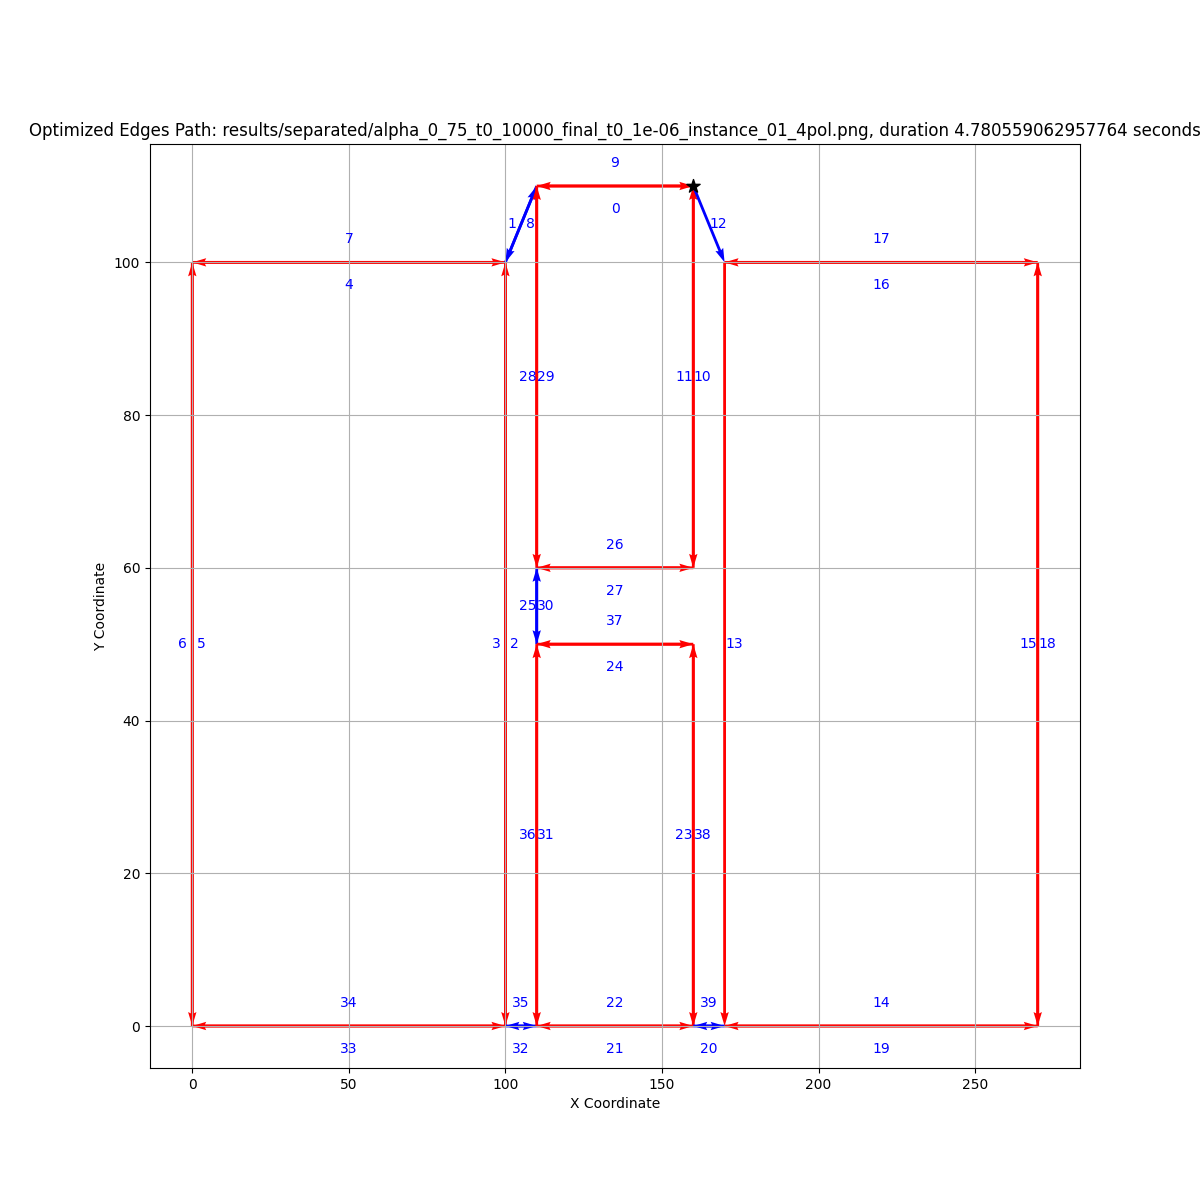 Optimized Edges Path: results/separated/alpha_0_75_t0_10000_final_t0_1e-06_instance_01_4pol.png, duration 4.780559062957764 seconds
9
1 8 0 12
7 17
100
4 16
28 29 11 10
80
26
60
27
25 30
37
6 5 3 2 13 15 18
24
40
36 31 23 38
20
34 35 22 39 14
0
33 32 21 20 19
0 50 100 150 200 250
X Coordinate
Y Coordinate